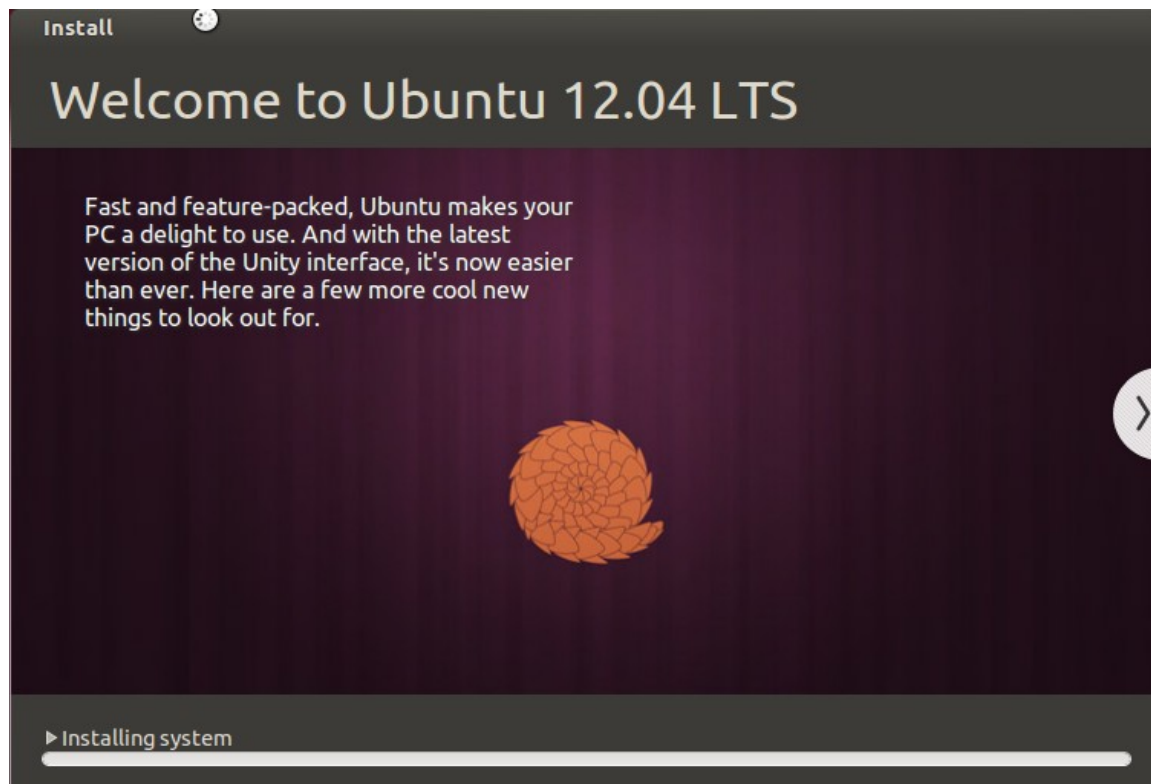 Install
Welcome to Ubuntu 12.04 LTS
Fast and feature-packed, Ubuntu makes your
PC a delight to use. And with the latest
version of the Unity interface, it's now easier
than ever. Here are a few more cool new
things to look out for.
Installing system